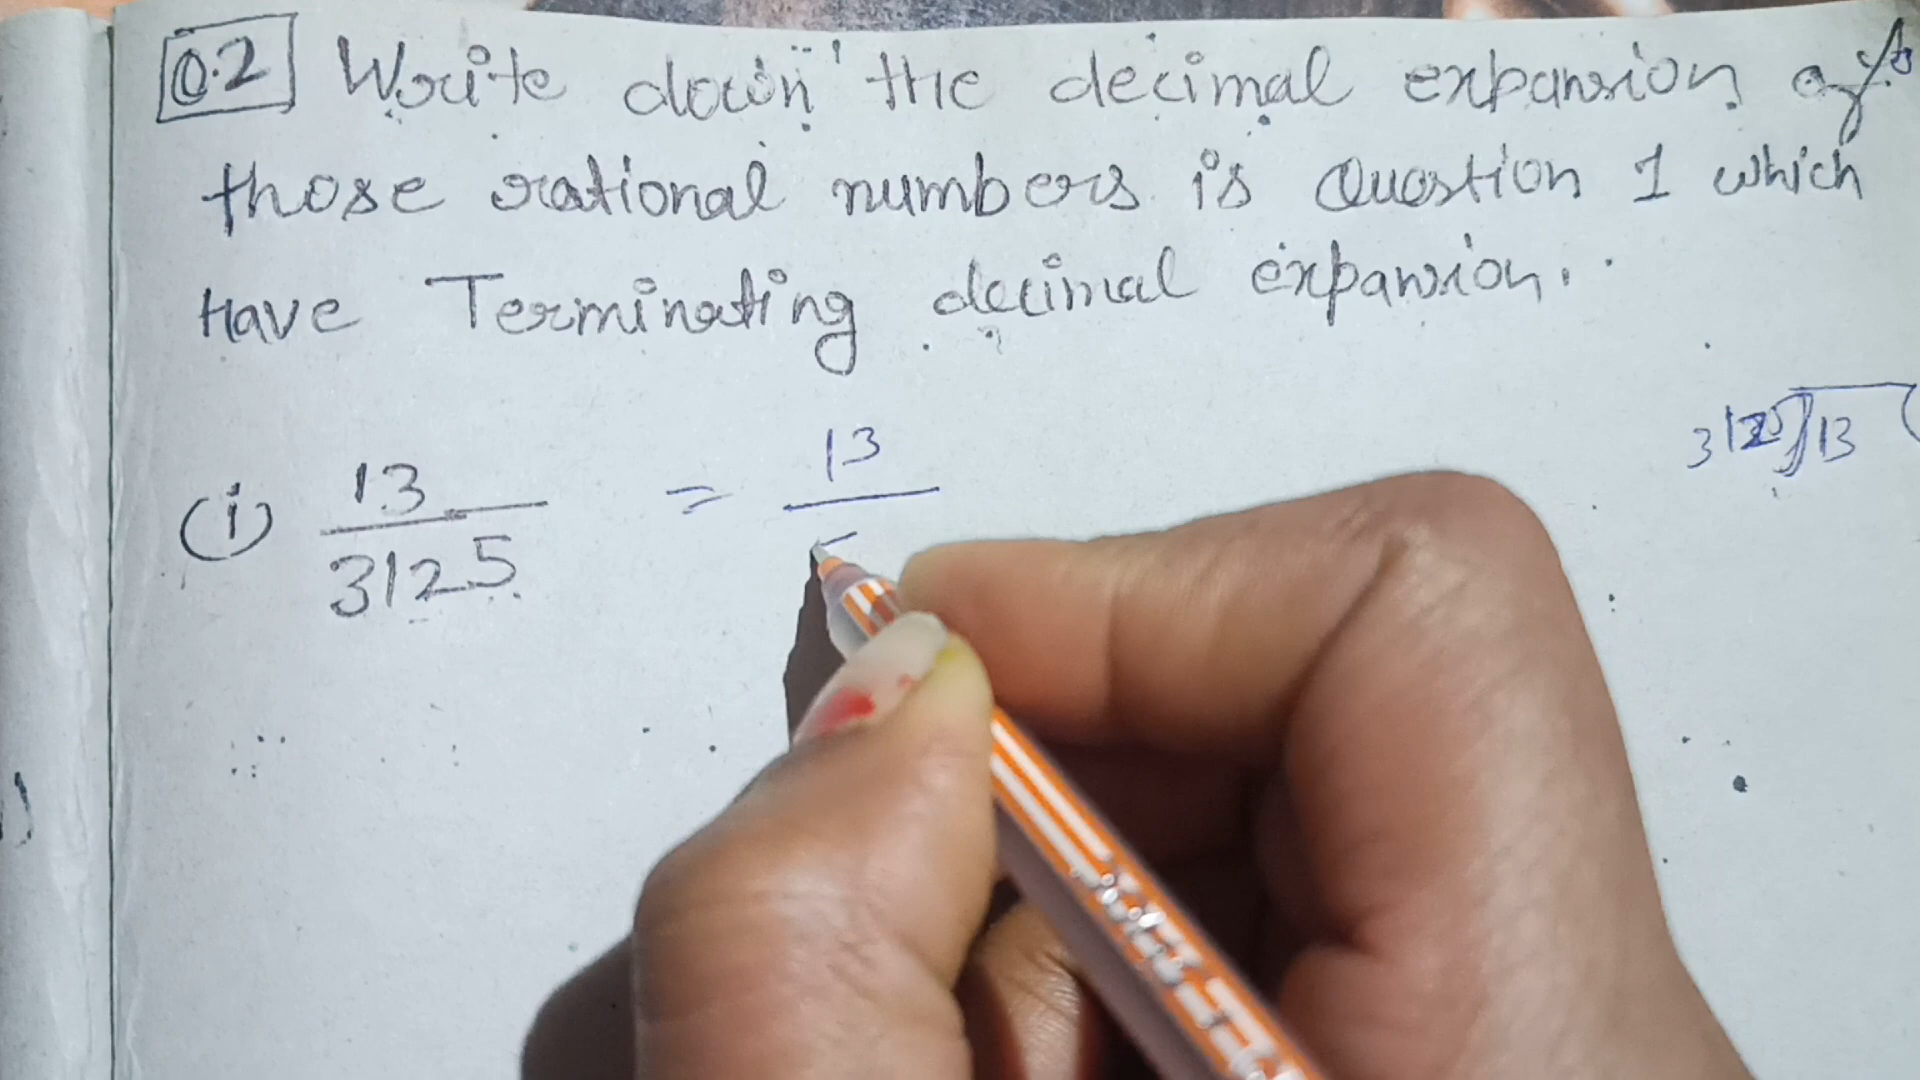 Q.2 Write down the decimal expansion of
those rational numbers is Question 1 which
Have Terminating decimal expansion.
(i) 13/3125 = 13/5
3125)13(